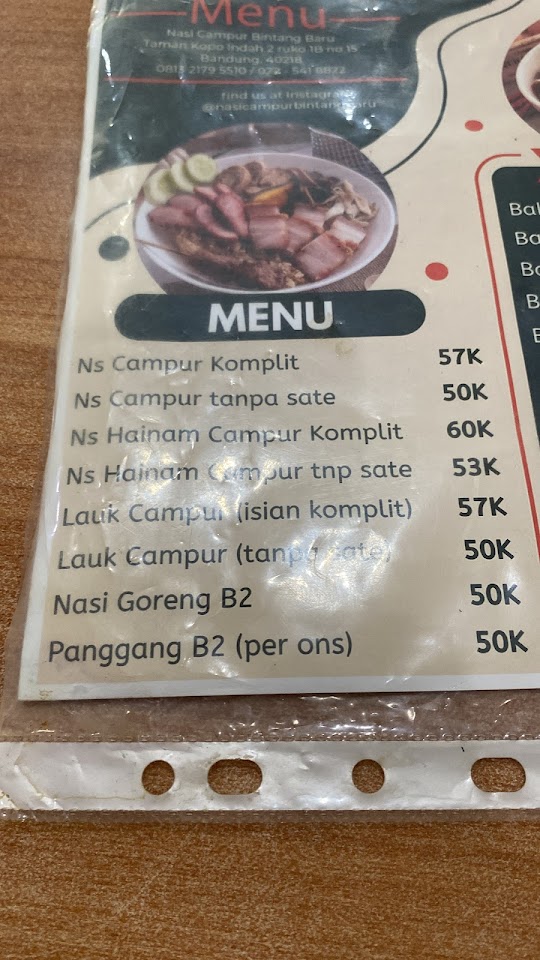 Menu
Nasi Campur Bintang Baru
Taman Kopo Indah 2 ruko 1B no 15
Bandung, 40218
find us at Instagram
@nasicampurbintangbaru
MENU
Ns Campur Komplit 57K
Ns Campur tanpa sate 50K
Ns Hainam Campur Komplit 60K
Ns Hainam Campur tnp sate 53K
Lauk Campur (isian komplit) 57K
Lauk Campur (tanpa sate) 50K
Nasi Goreng B2 50K
Panggang B2 (per ons) 50K